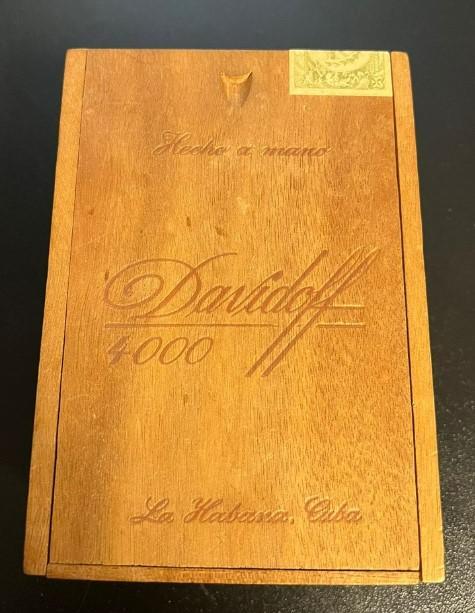 Hecho a mano
Davidoff
4000
La Habana, Cuba